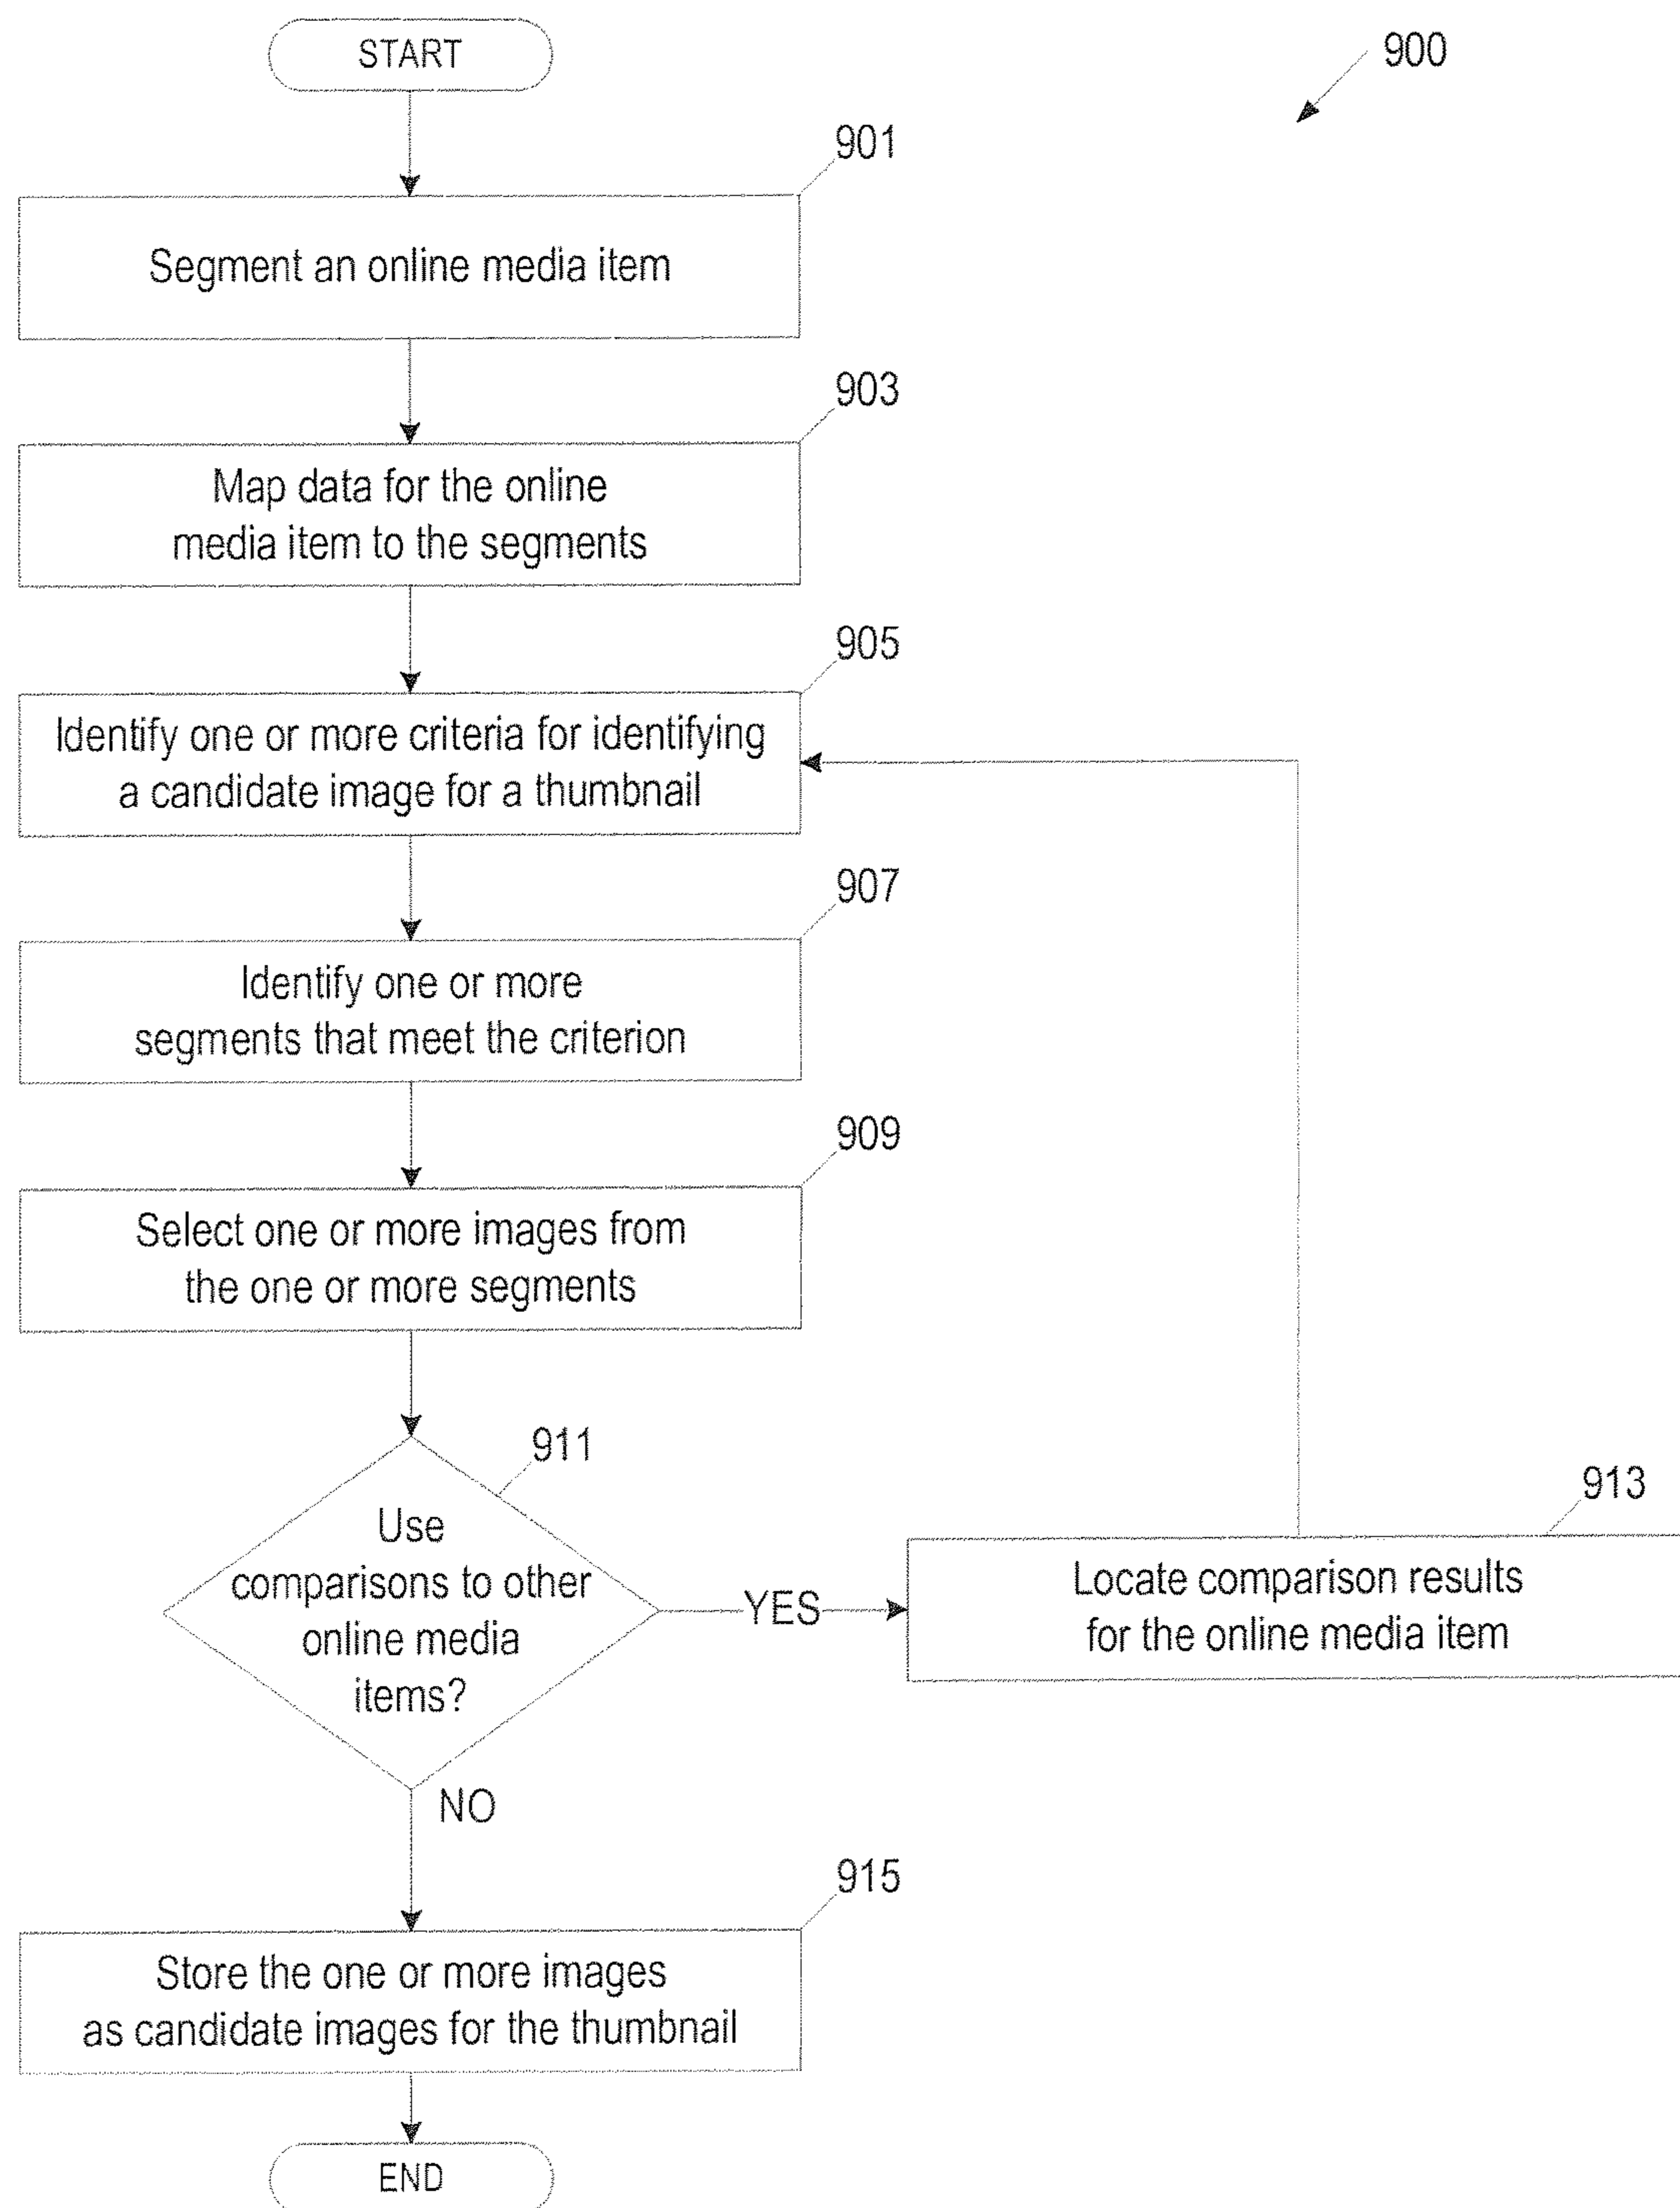 START
900
901
Segment an online media item
903
Map data for the online
media item to the segments
905
Identify one or more criteria for identifying
a candidate image for a thumbnail
907
Identify one or more
segments that meet the criterion
909
Select one or more images from
the one or more segments
911
Use
comparisons to other
online media
items?
YES
913
Locate comparison results
for the online media item
NO
915
Store the one or more images
as candidate images for the thumbnail
END